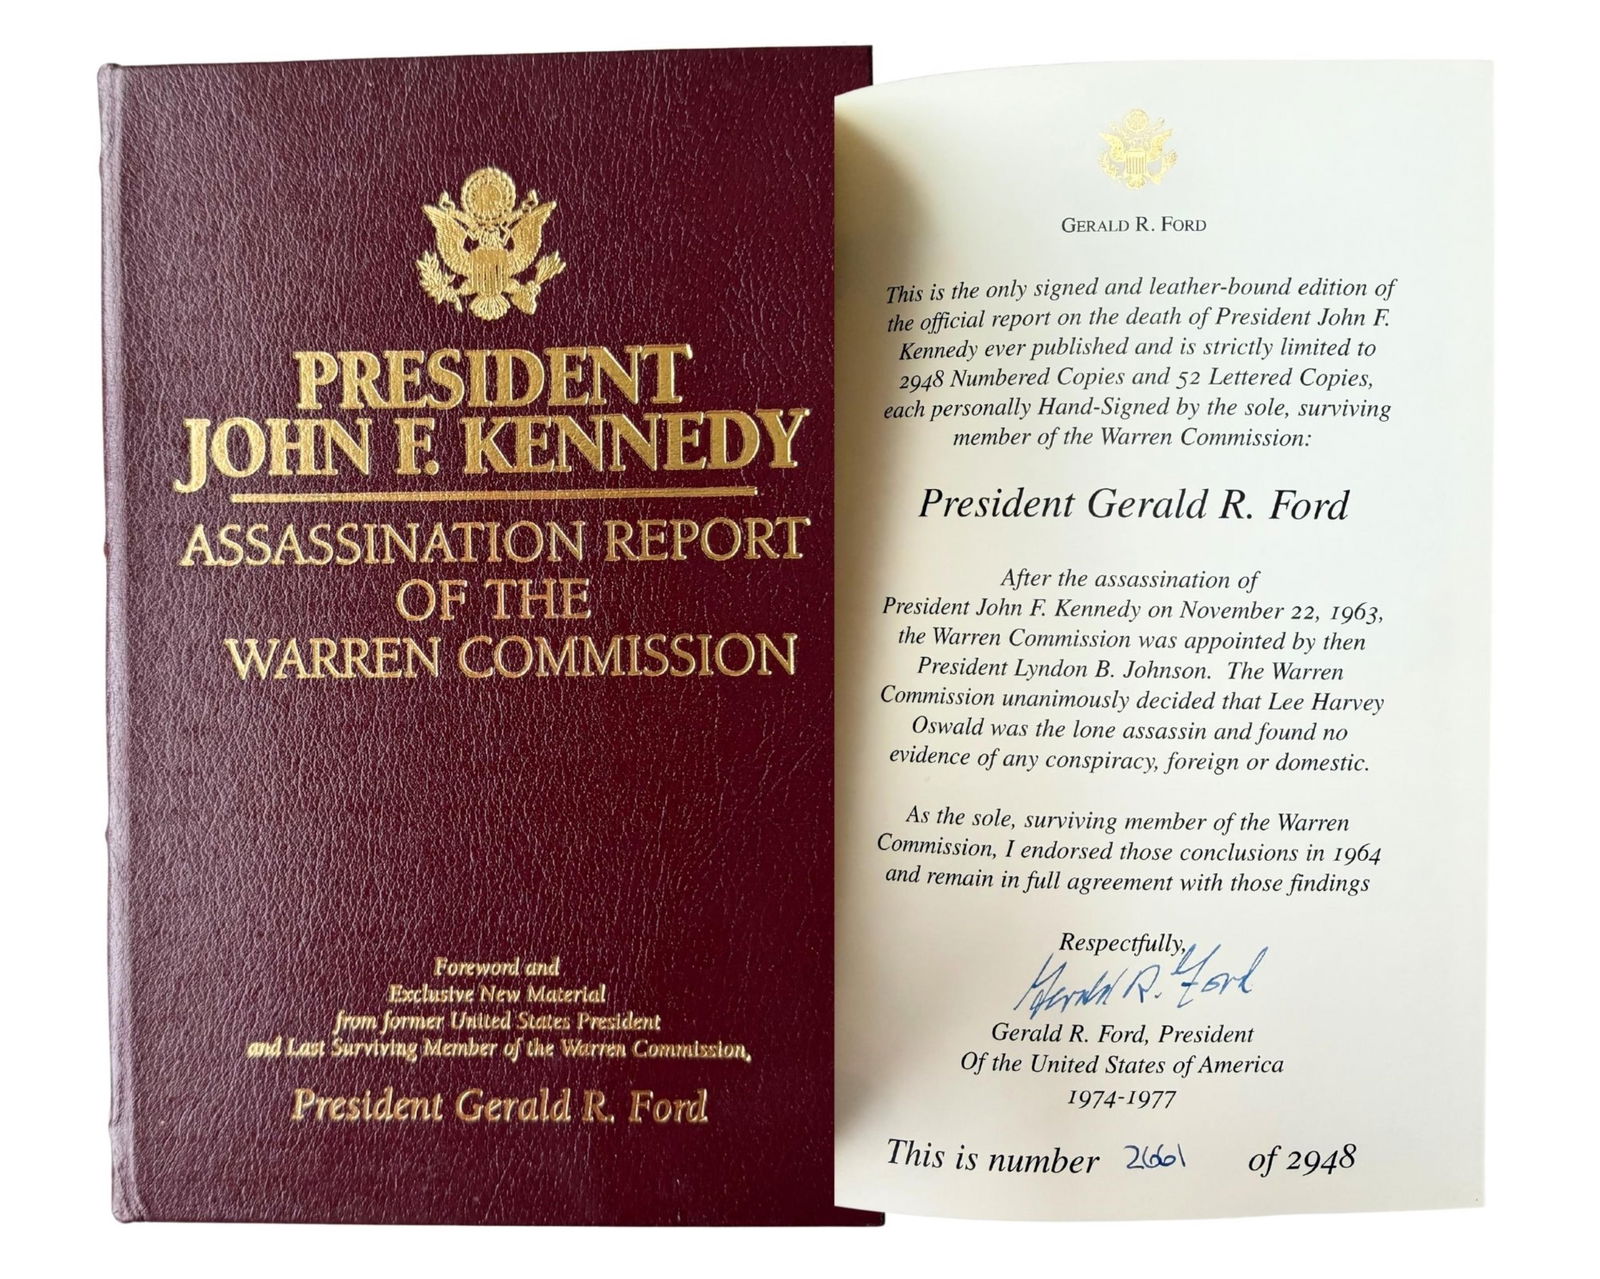 PRESIDENT
JOHN F. KENNEDY
ASSASSINATION REPORT
OF THE
WARREN COMMISSION
Foreword and
Exclusive New Material
from former United States President
and Last Surviving Member of the Warren Commission,
President Gerald R. Ford
GERALD R. FORD
This is the only signed and leather-bound edition of
the official report on the death of President John F.
Kennedy ever published and is strictly limited to
2948 Numbered Copies and 52 Lettered Copies,
each personally Hand-Signed by the sole, surviving
member of the Warren Commission:
President Gerald R. Ford
After the assassination of
President John F. Kennedy on November 22, 1963,
the Warren Commission was appointed by then
President Lyndon B. Johnson. The Warren
Commission unanimously decided that Lee Harvey
Oswald was the lone assassin and found no
evidence of any conspiracy, foreign or domestic.
As the sole, surviving member of the Warren
Commission, I endorsed those conclusions in 1964
and remain in full agreement with those findings
Respectfully,
Gerald R. Ford
Gerald R. Ford, President
Of the United States of America
1974-1977
This is number 2661 of 2948